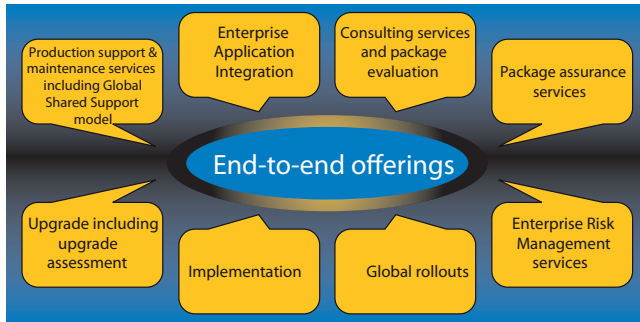 Production support &
maintenance services
including Global
Shared Support
model
Enterprise
Application
Integration
Consulting services
and package
evaluation
Package assurance
services
End-to-end offerings
Upgrade including
upgrade
assessment
Implementation
Global rollouts
Enterprise Risk
Management
services